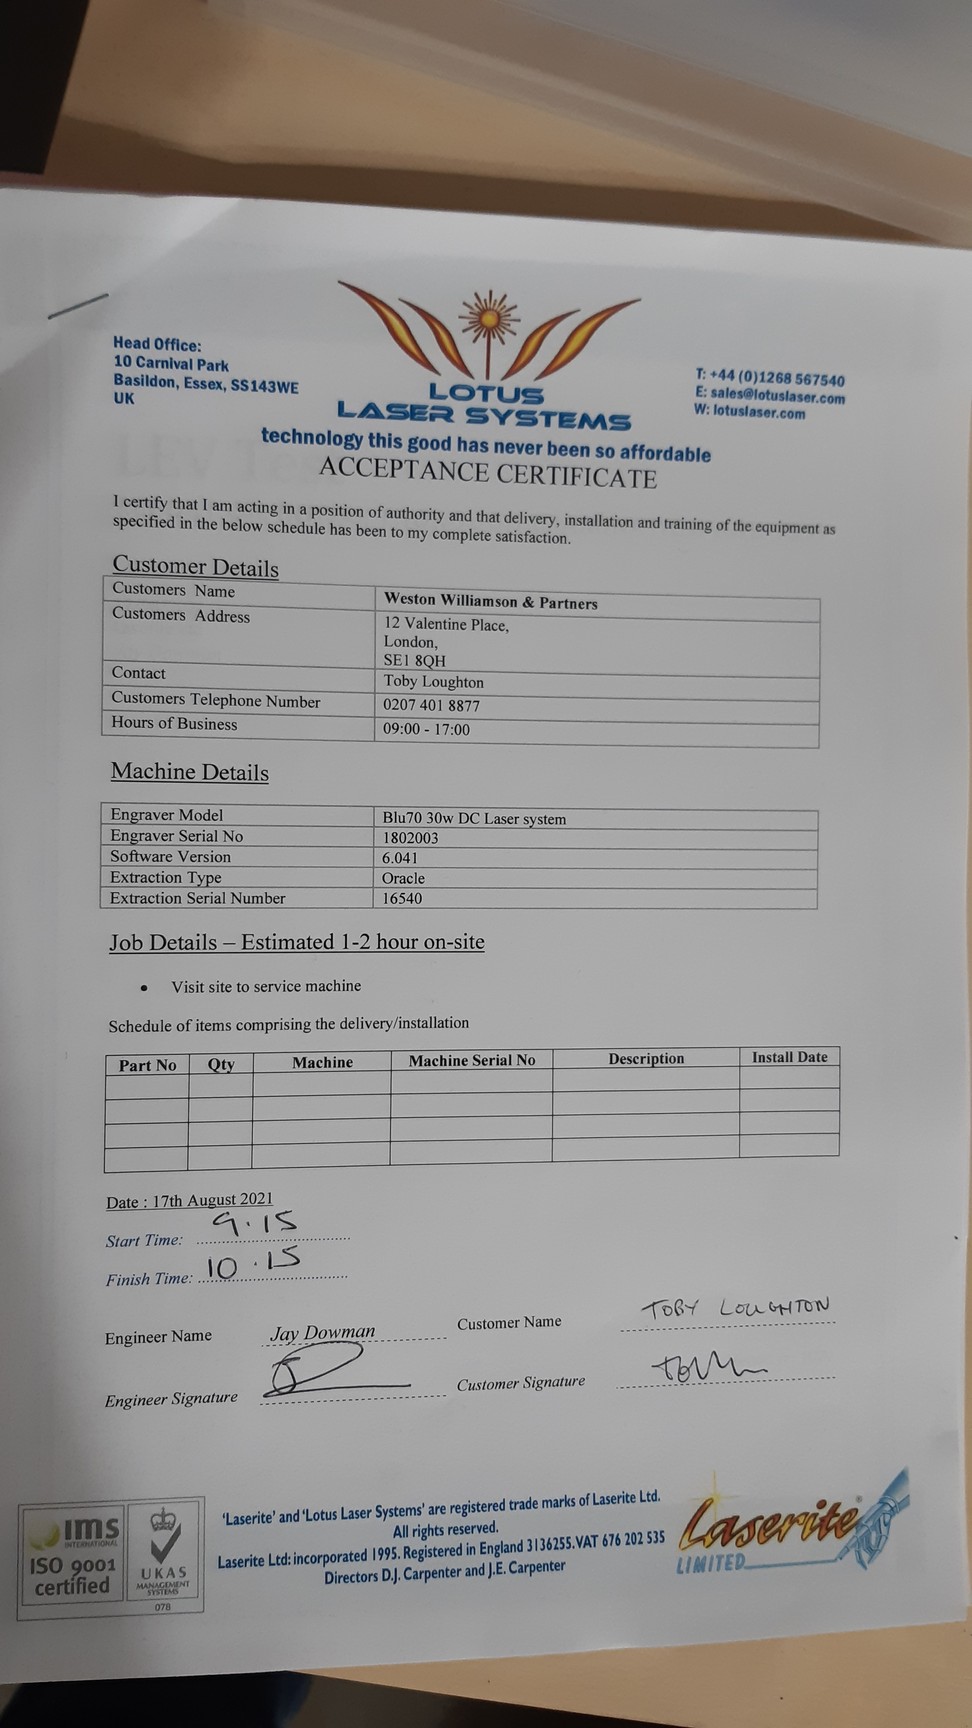 Head Office:
10 Carnival Park
Basildon, Essex, SS143WE
UK
LOTUS
LASER SYSTEMS
technology this good has never been so affordable
T: +44 (0)1268 567540
E: sales@lotuslaser.com
W: lotuslaser.com
ACCEPTANCE CERTIFICATE
I certify that I am acting in a position of authority and that delivery, installation and training of the equipment as
specified in the below schedule has been to my complete satisfaction.
Customer Details
Customers Name Weston Williamson & Partners
Customers Address 12 Valentine Place,
London,
SE1 8QH
Contact Toby Loughton
Customers Telephone Number 0207 401 8877
Hours of Business 09:00 - 17:00
Machine Details
Engraver Model Blu70 30w DC Laser system
Engraver Serial No 1802003
Software Version 6.041
Extraction Type Oracle
Extraction Serial Number 16540
Job Details – Estimated 1-2 hour on-site
• Visit site to service machine
Schedule of items comprising the delivery/installation
Part No Qty Machine Machine Serial No Description Install Date
Date : 17th August 2021
Start Time: 9.15
Finish Time: 10.15
Engineer Name Jay Dowman Customer Name TOBY LOUGHTON
Engineer Signature Customer Signature
ims
INTERNATIONAL
ISO 9001
certified
UKAS
MANAGEMENT
SYSTEMS
078
'Laserite' and 'Lotus Laser Systems' are registered trade marks of Laserite Ltd.
All rights reserved.
Laserite Ltd: incorporated 1995. Registered in England 3136255. VAT 676 202 535
Directors D.J. Carpenter and J.E. Carpenter
Laserite®
LIMITED